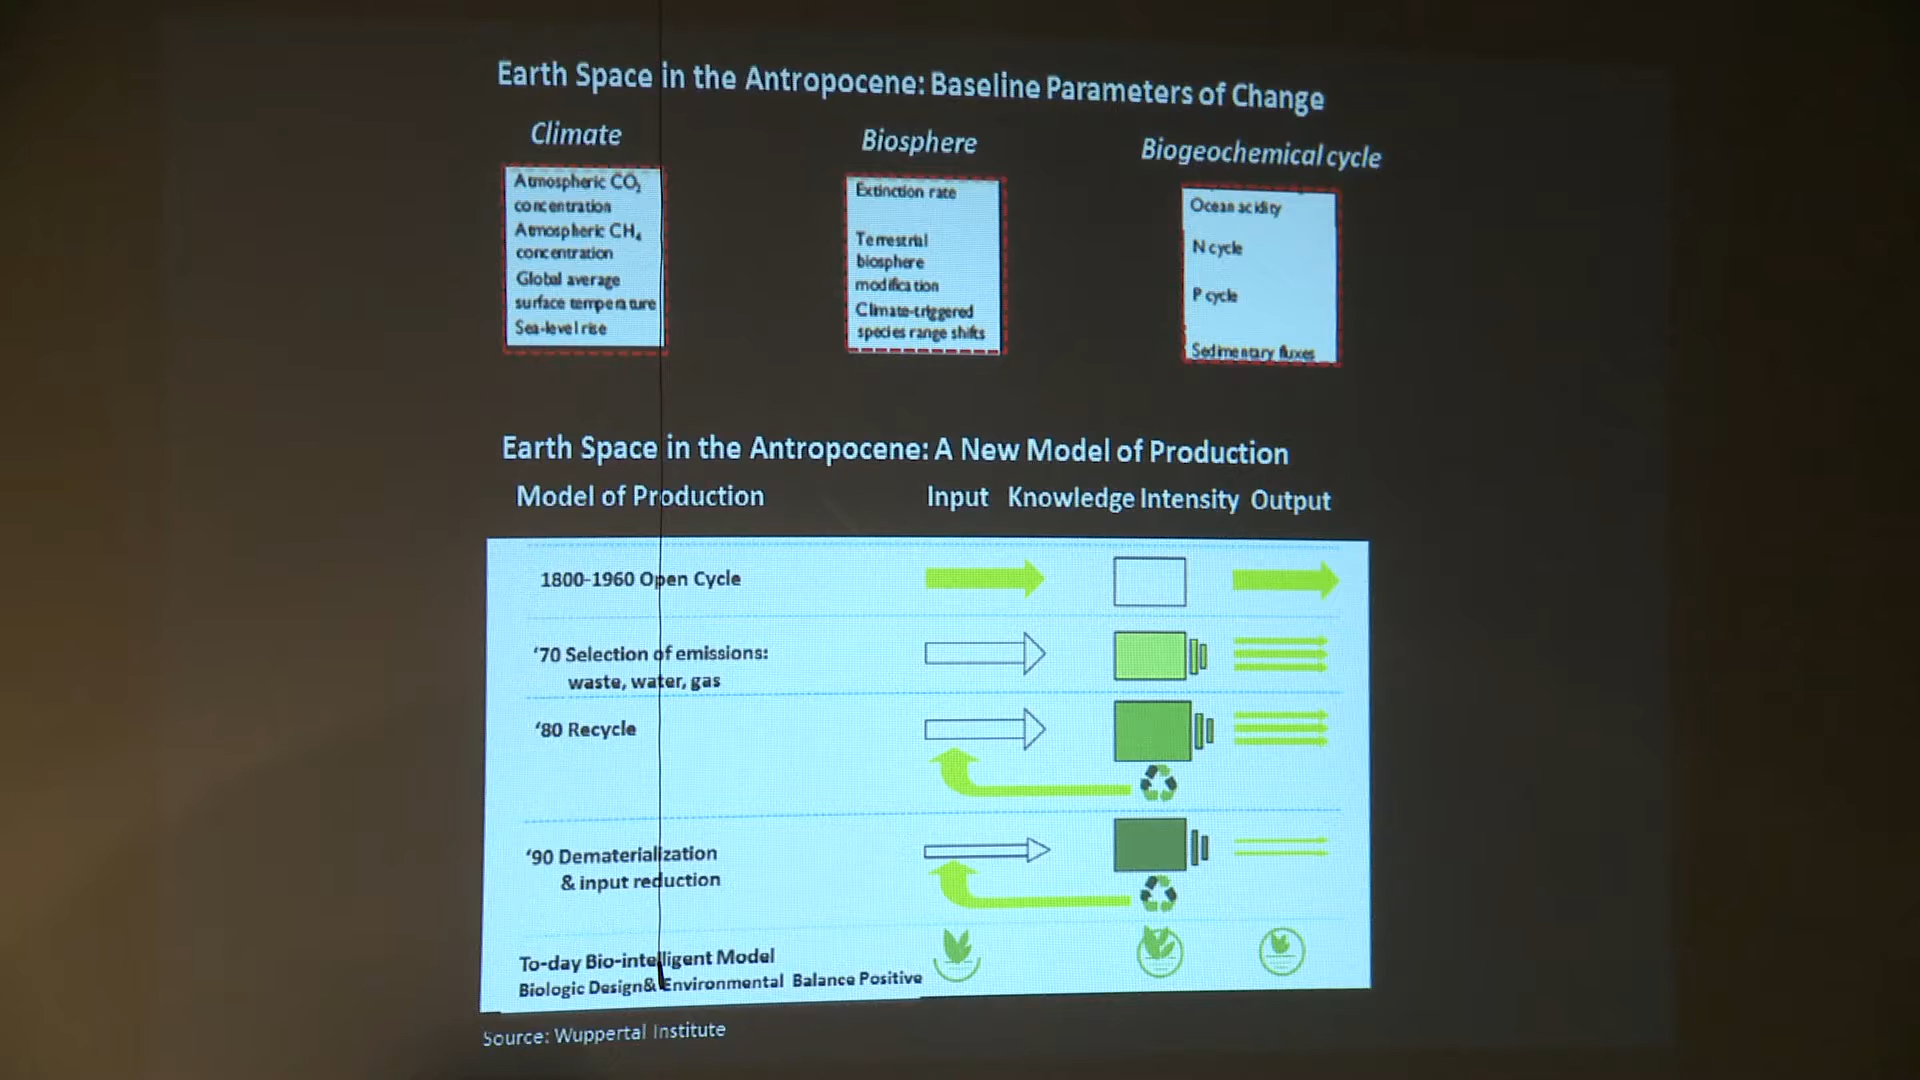 Earth Space in the Antropocene: Baseline Parameters of Change
Climate
Biosphere
Biogeochemical cycle
Atmospheric CO₂
concentration
Atmospheric CH₄
concentration
Global average
surface temperature
Sea-level rise
Extinction rate
Terrestrial
biosphere
modification
Climate-triggered
species range shifts
Ocean acidity
N cycle
P cycle
Sedimentary fluxes
Earth Space in the Antropocene: A New Model of Production
Model of Production Input Knowledge Intensity Output
1800-1960 Open Cycle
‘70 Selection of emissions:
waste, water, gas
‘80 Recycle
‘90 Dematerialization
& input reduction
To-day Bio-intelligent Model
Biologic Design& Environmental Balance Positive
Source: Wuppertal Institute